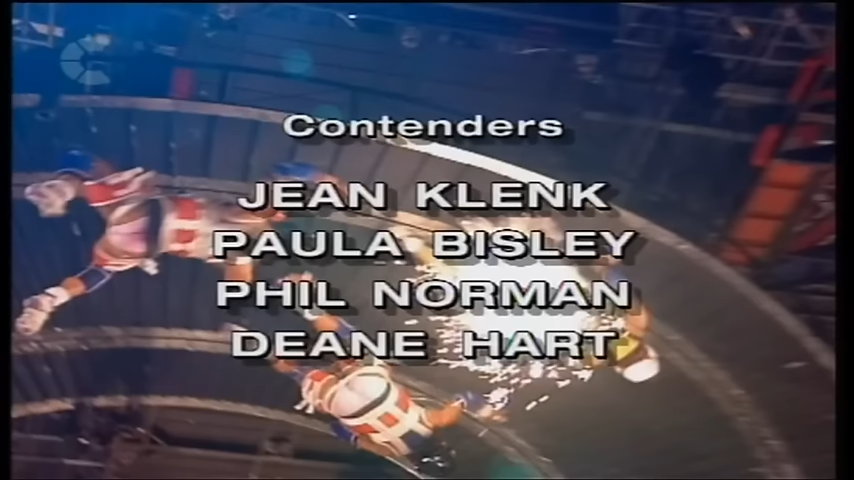 Contenders
JEAN KLENK
PAULA BISLEY
PHIL NORMAN
DEANE HART